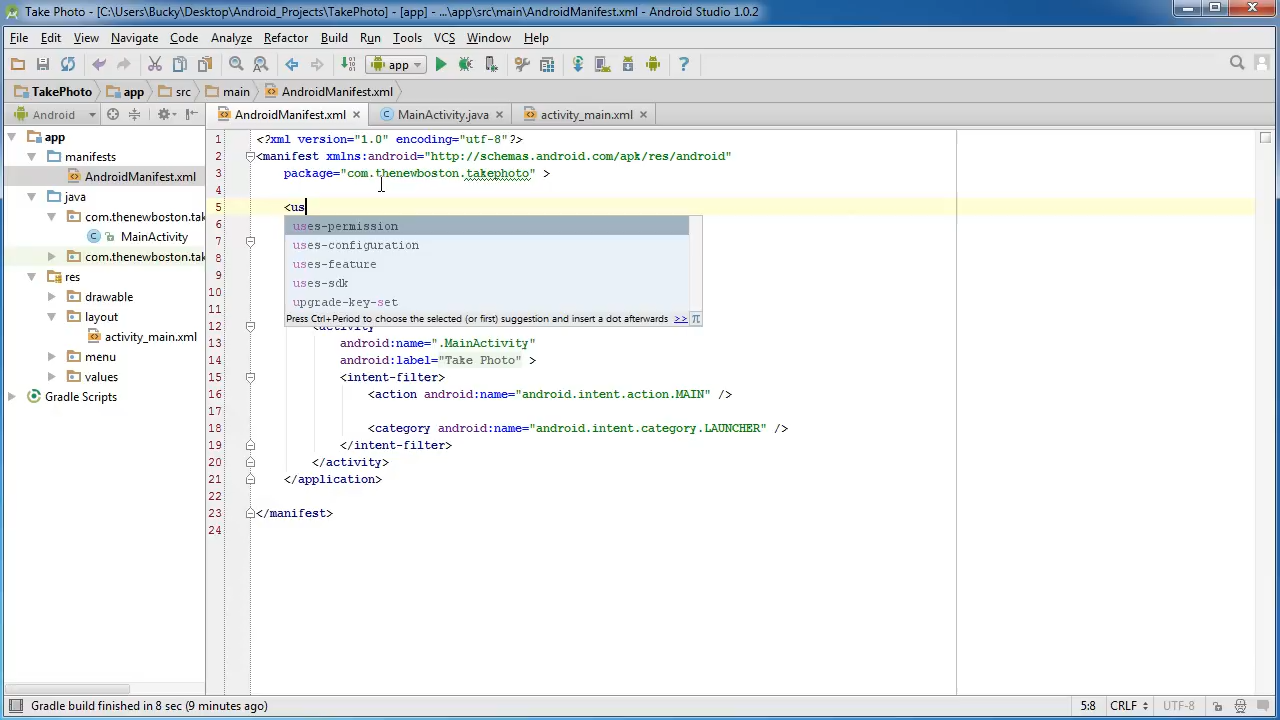 Take Photo - [C:\Users\Bucky\Desktop\Android_Projects\TakePhoto] - [app] - ...\app\src\main\AndroidManifest.xml - Android Studio 1.0.2
File Edit View Navigate Code Analyze Refactor Build Run Tools VCS Window Help
app
TakePhoto app src main AndroidManifest.xml
Android AndroidManifest.xml MainActivity.java activity_main.xml
app
manifests
AndroidManifest.xml
java
com.thenewboston.tak
MainActivity
com.thenewboston.tak
res
drawable
layout
activity_main.xml
menu
values
Gradle Scripts
1 <?xml version="1.0" encoding="utf-8"?>
2 <manifest xmlns:android="http://schemas.android.com/apk/res/android"
3 package="com.thenewboston.takephoto" >
4
5 <us
6
7
8
9
10
11
12 <activity
13 android:name=".MainActivity"
14 android:label="Take Photo" >
15 <intent-filter>
16 <action android:name="android.intent.action.MAIN" />
17
18 <category android:name="android.intent.category.LAUNCHER" />
19 </intent-filter>
20 </activity>
21 </application>
22
23 </manifest>
24
uses-permission
uses-configuration
uses-feature
uses-sdk
upgrade-key-set
Press Ctrl+Period to choose the selected (or first) suggestion and insert a dot afterwards >> π
Gradle build finished in 8 sec (9 minutes ago) 5:8 CRLF UTF-8